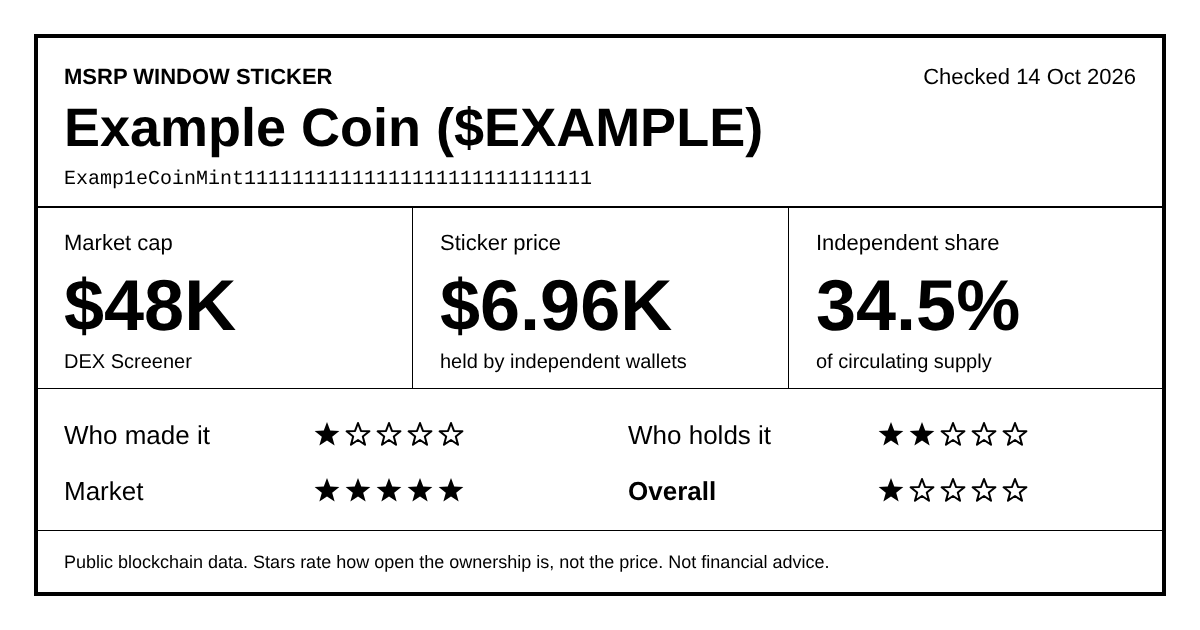 MSRP WINDOW STICKER
Checked 14 Oct 2026
Example Coin ($EXAMPLE)
Examp1eCoinMint11111111111111111111111111111
Market cap
Sticker price
Independent share
$48K
$6.96K
34.5%
DEX Screener
held by independent wallets
of circulating supply
Who made it ★☆☆☆☆
Who holds it ★★☆☆☆
Market ★★★★★
Overall ★☆☆☆☆
Public blockchain data. Stars rate how open the ownership is, not the price. Not financial advice.